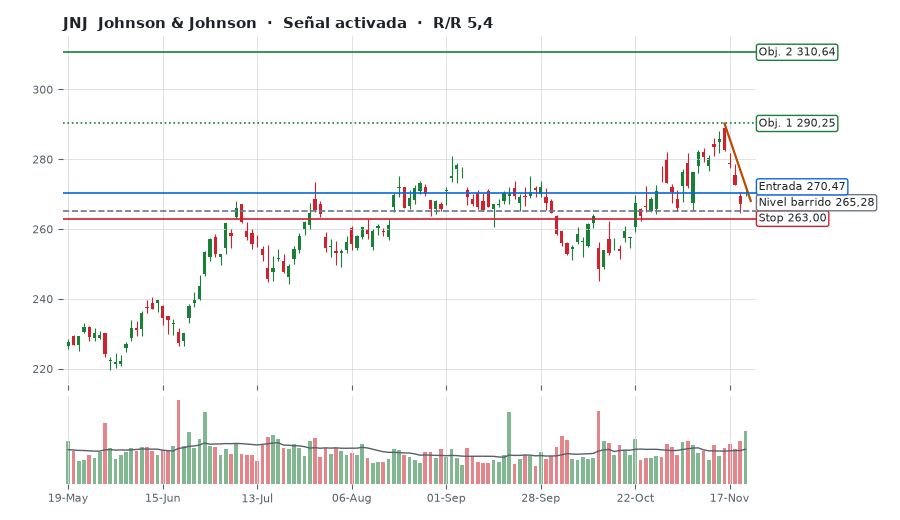 JNJ Johnson & Johnson · Señal activada · R/R 5,4
Obj. 2 310,64
300
Obj. 1 290,25
280
Entrada 270,47
Nivel barrido 265,28
Stop 263,00
260
240
220
19-May 15-Jun 13-Jul 06-Aug 01-Sep 28-Sep 22-Oct 17-Nov